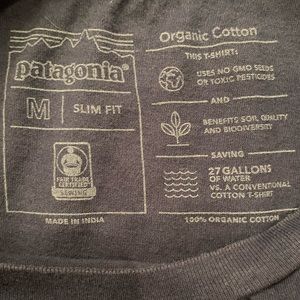 patagonia®
M
SLIM FIT
FAIR TRADE
CERTIFIED
SEWING
MADE IN INDIA
Organic Cotton
THIS T-SHIRT:
USES NO GMO SEEDS
OR TOXIC PESTICIDES
AND
BENEFITS SOIL QUALITY
AND BIODIVERSITY
SAVING
27 GALLONS
OF WATER
VS. A CONVENTIONAL
COTTON T-SHIRT
100% ORGANIC COTTON